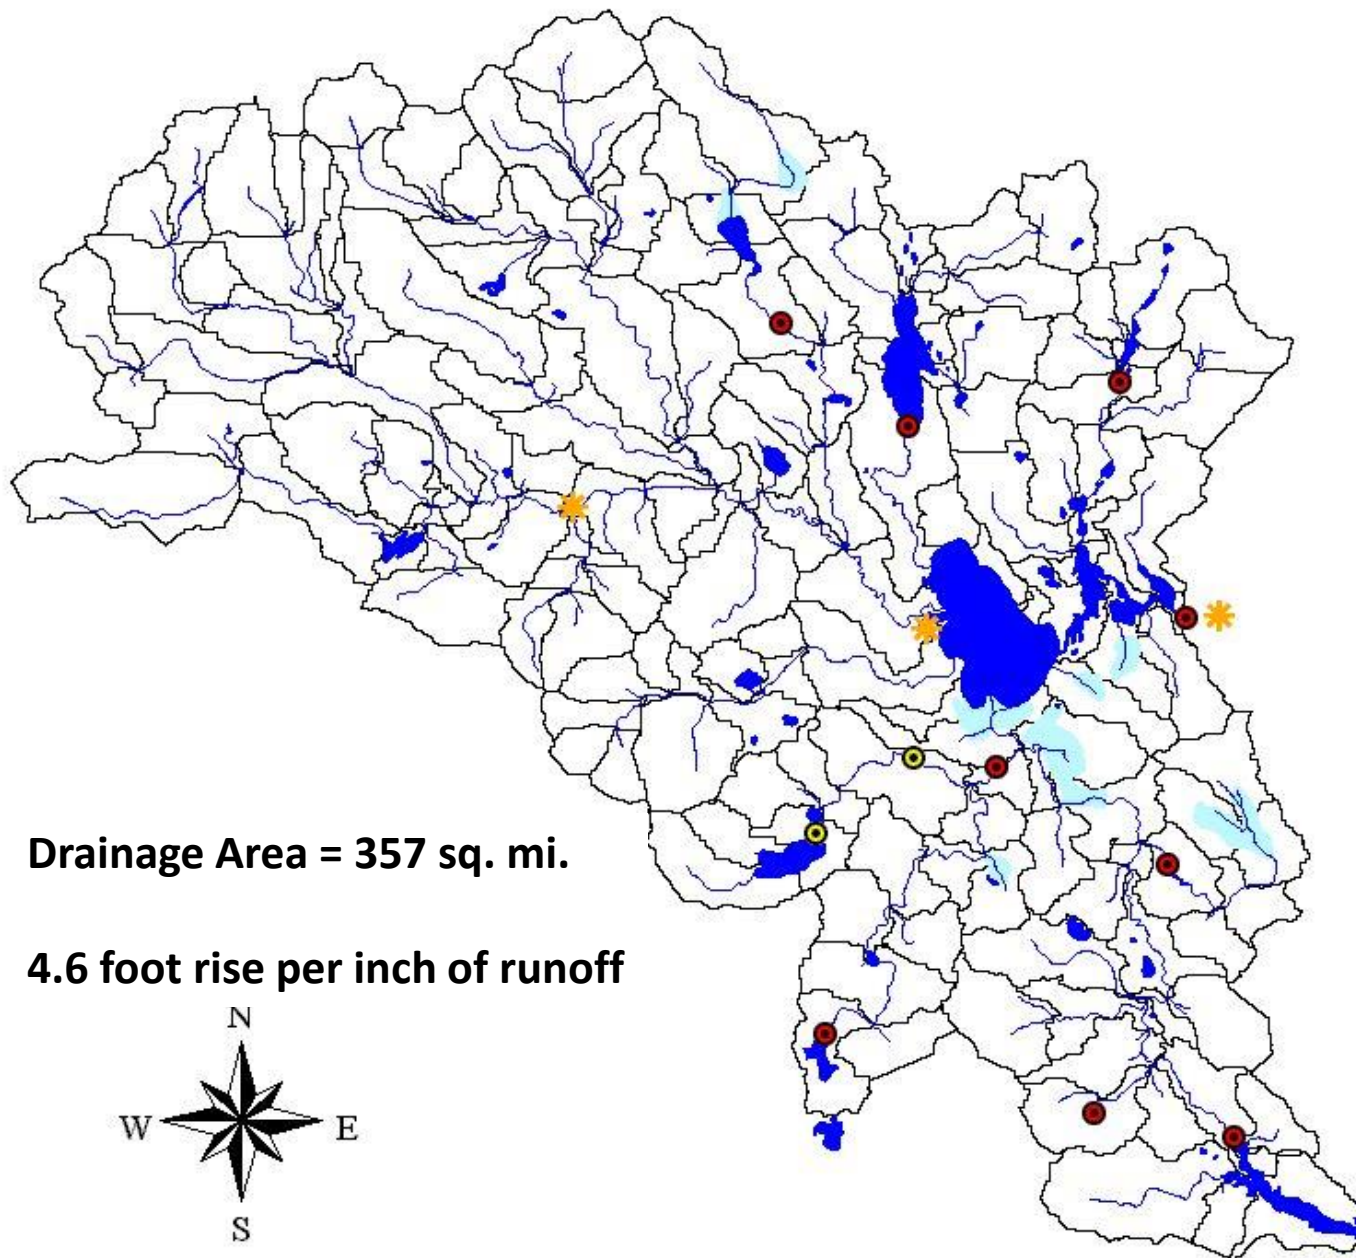 Drainage Area = 357 sq. mi.
4.6 foot rise per inch of runoff
N
W E
S